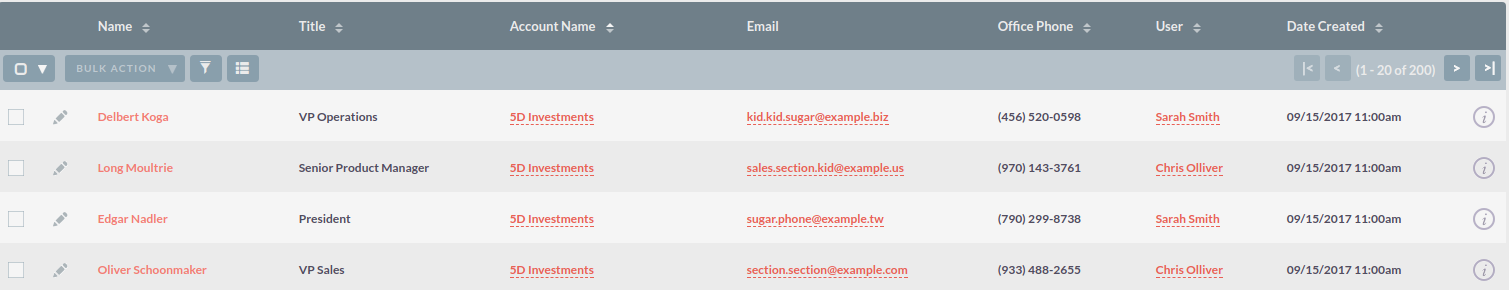 Name Title Account Name Email Office Phone User Date Created
BULK ACTION (1 - 20 of 200)
Delbert Koga VP Operations 5D Investments kid.kid.sugar@example.biz (456) 520-0598 Sarah Smith 09/15/2017 11:00am
Long Moultrie Senior Product Manager 5D Investments sales.section.kid@example.us (970) 143-3761 Chris Olliver 09/15/2017 11:00am
Edgar Nadler President 5D Investments sugar.phone@example.tw (790) 299-8738 Sarah Smith 09/15/2017 11:00am
Oliver Schoonmaker VP Sales 5D Investments section.section@example.com (933) 488-2655 Chris Olliver 09/15/2017 11:00am